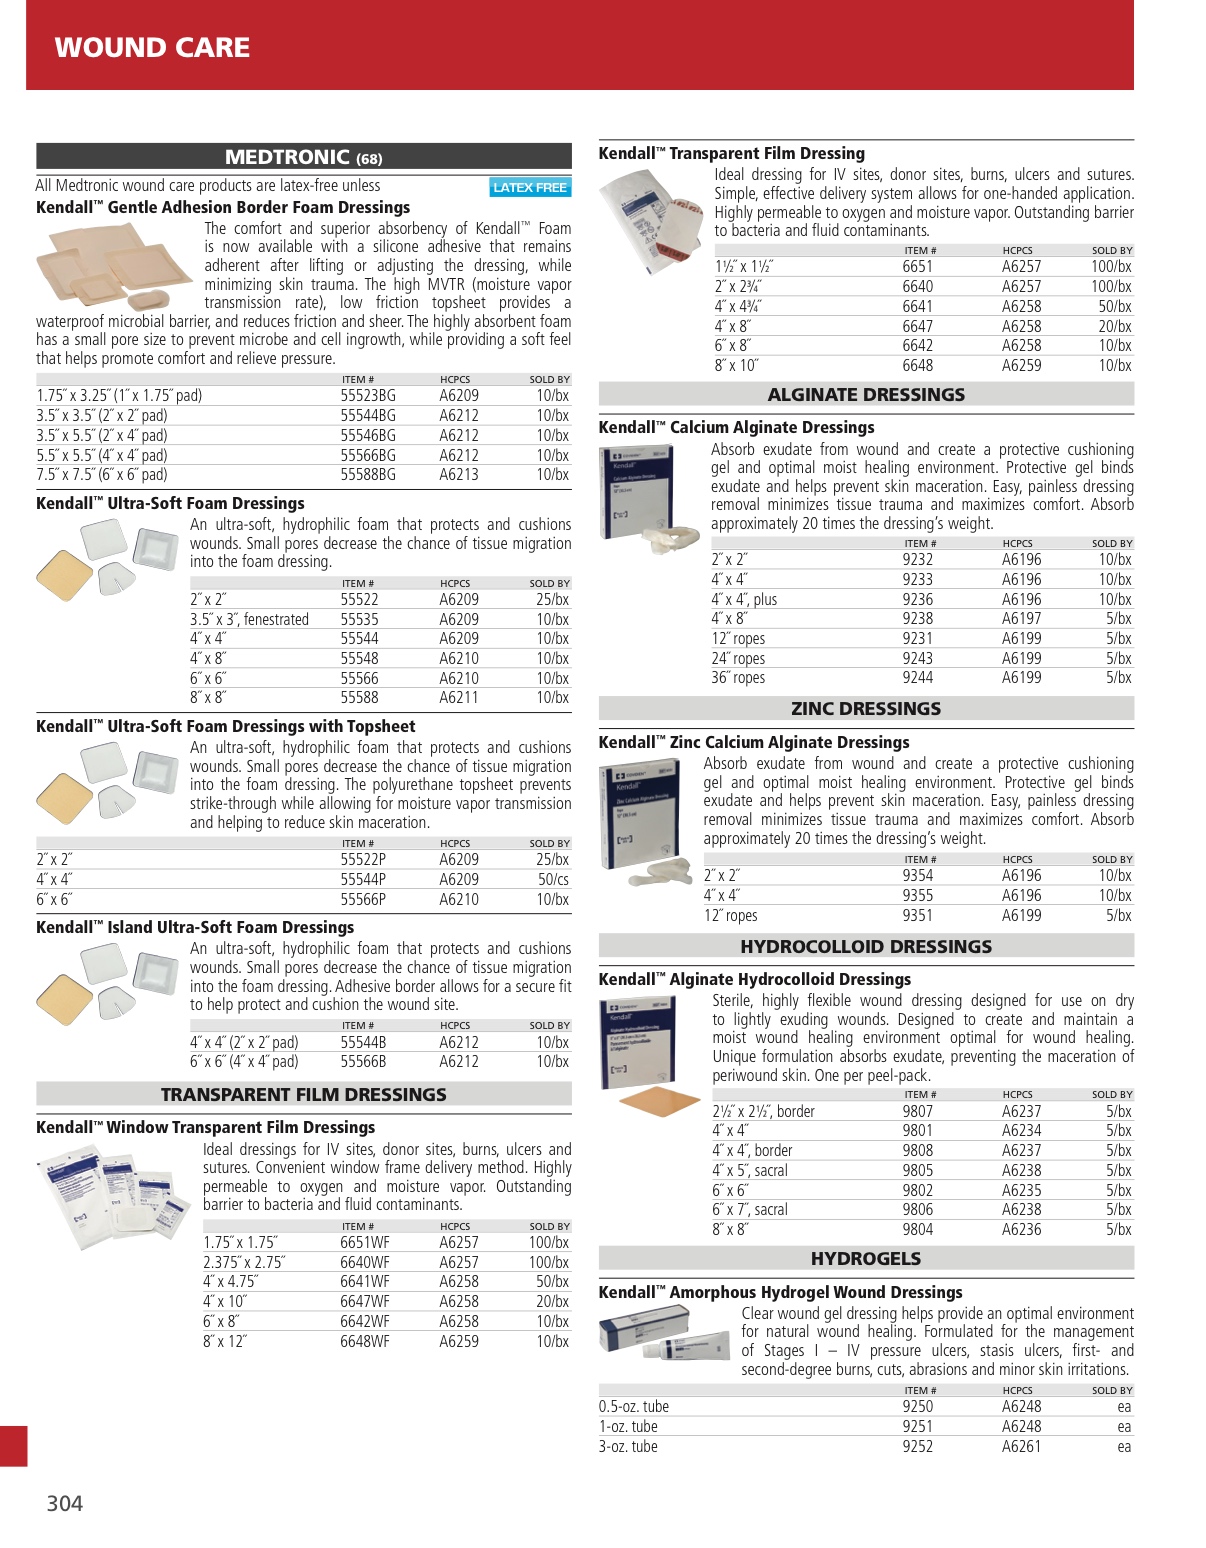 WOUND CARE
MEDTRONIC (68)
All Medtronic wound care products are latex-free unless
LATEX FREE
Kendall™ Gentle Adhesion Border Foam Dressings
The comfort and superior absorbency of Kendall™ Foam
is now available with a silicone adhesive that remains
adherent after lifting or adjusting the dressing, while
minimizing skin trauma. The high MVTR (moisture vapor
transmission rate), low friction topsheet provides a
waterproof microbial barrier, and reduces friction and sheer. The highly absorbent foam
has a small pore size to prevent microbe and cell ingrowth, while providing a soft feel
that helps promote comfort and relieve pressure.
ITEM # HCPCS SOLD BY
1.75˝ x 3.25˝ (1˝ x 1.75˝ pad) 55523BG A6209 10/bx
3.5˝ x 3.5˝ (2˝ x 2˝ pad) 55544BG A6212 10/bx
3.5˝ x 5.5˝ (2˝ x 4˝ pad) 55546BG A6212 10/bx
5.5˝ x 5.5˝ (4˝ x 4˝ pad) 55566BG A6212 10/bx
7.5˝ x 7.5˝ (6˝ x 6˝ pad) 55588BG A6213 10/bx
Kendall™ Ultra-Soft Foam Dressings
An ultra-soft, hydrophilic foam that protects and cushions
wounds. Small pores decrease the chance of tissue migration
into the foam dressing.
ITEM # HCPCS SOLD BY
2˝ x 2˝ 55522 A6209 25/bx
3.5˝ x 3˝, fenestrated 55535 A6209 10/bx
4˝ x 4˝ 55544 A6209 10/bx
4˝ x 8˝ 55548 A6210 10/bx
6˝ x 6˝ 55566 A6210 10/bx
8˝ x 8˝ 55588 A6211 10/bx
Kendall™ Ultra-Soft Foam Dressings with Topsheet
An ultra-soft, hydrophilic foam that protects and cushions
wounds. Small pores decrease the chance of tissue migration
into the foam dressing. The polyurethane topsheet prevents
strike-through while allowing for moisture vapor transmission
and helping to reduce skin maceration.
ITEM # HCPCS SOLD BY
2˝ x 2˝ 55522P A6209 25/bx
4˝ x 4˝ 55544P A6209 50/cs
6˝ x 6˝ 55566P A6210 10/bx
Kendall™ Island Ultra-Soft Foam Dressings
An ultra-soft, hydrophilic foam that protects and cushions
wounds. Small pores decrease the chance of tissue migration
into the foam dressing. Adhesive border allows for a secure fit
to help protect and cushion the wound site.
ITEM # HCPCS SOLD BY
4˝ x 4˝ (2˝ x 2˝ pad) 55544B A6212 10/bx
6˝ x 6˝ (4˝ x 4˝ pad) 55566B A6212 10/bx
TRANSPARENT FILM DRESSINGS
Kendall™ Window Transparent Film Dressings
Ideal dressings for IV sites, donor sites, burns, ulcers and
sutures. Convenient window frame delivery method. Highly
permeable to oxygen and moisture vapor. Outstanding
barrier to bacteria and fluid contaminants.
ITEM # HCPCS SOLD BY
1.75˝ x 1.75˝ 6651WF A6257 100/bx
2.375˝ x 2.75˝ 6640WF A6257 100/bx
4˝ x 4.75˝ 6641WF A6258 50/bx
4˝ x 10˝ 6647WF A6258 20/bx
6˝ x 8˝ 6642WF A6258 10/bx
8˝ x 12˝ 6648WF A6259 10/bx
Kendall™ Transparent Film Dressing
Ideal dressing for IV sites, donor sites, burns, ulcers and sutures.
Simple, effective delivery system allows for one-handed application.
Highly permeable to oxygen and moisture vapor. Outstanding barrier
to bacteria and fluid contaminants.
ITEM # HCPCS SOLD BY
1½˝ x 1½˝ 6651 A6257 100/bx
2˝ x 2¾˝ 6640 A6257 100/bx
4˝ x 4¾˝ 6641 A6258 50/bx
4˝ x 8˝ 6647 A6258 20/bx
6˝ x 8˝ 6642 A6258 10/bx
8˝ x 10˝ 6648 A6259 10/bx
ALGINATE DRESSINGS
Kendall™ Calcium Alginate Dressings
Absorb exudate from wound and create a protective cushioning
gel and optimal moist healing environment. Protective gel binds
exudate and helps prevent skin maceration. Easy, painless dressing
removal minimizes tissue trauma and maximizes comfort. Absorb
approximately 20 times the dressing's weight.
ITEM # HCPCS SOLD BY
2˝ x 2˝ 9232 A6196 10/bx
4˝ x 4˝ 9233 A6196 10/bx
4˝ x 4˝, plus 9236 A6196 10/bx
4˝ x 8˝ 9238 A6197 5/bx
12˝ ropes 9231 A6199 5/bx
24˝ ropes 9243 A6199 5/bx
36˝ ropes 9244 A6199 5/bx
ZINC DRESSINGS
Kendall™ Zinc Calcium Alginate Dressings
Absorb exudate from wound and create a protective cushioning
gel and optimal moist healing environment. Protective gel binds
exudate and helps prevent skin maceration. Easy, painless dressing
removal minimizes tissue trauma and maximizes comfort. Absorb
approximately 20 times the dressing's weight.
ITEM # HCPCS SOLD BY
2˝ x 2˝ 9354 A6196 10/bx
4˝ x 4˝ 9355 A6196 10/bx
12˝ ropes 9351 A6199 5/bx
HYDROCOLLOID DRESSINGS
Kendall™ Alginate Hydrocolloid Dressings
Sterile, highly flexible wound dressing designed for use on dry
to lightly exuding wounds. Designed to create and maintain a
moist wound healing environment optimal for wound healing.
Unique formulation absorbs exudate, preventing the maceration of
periwound skin. One per peel-pack.
ITEM # HCPCS SOLD BY
2½˝ x 2½˝, border 9807 A6237 5/bx
4˝ x 4˝ 9801 A6234 5/bx
4˝ x 4˝, border 9808 A6237 5/bx
4˝ x 5˝, sacral 9805 A6238 5/bx
6˝ x 6˝ 9802 A6235 5/bx
6˝ x 7˝, sacral 9806 A6238 5/bx
8˝ x 8˝ 9804 A6236 5/bx
HYDROGELS
Kendall™ Amorphous Hydrogel Wound Dressings
Clear wound gel dressing helps provide an optimal environment
for natural wound healing. Formulated for the management
of Stages I – IV pressure ulcers, stasis ulcers, first- and
second-degree burns, cuts, abrasions and minor skin irritations.
ITEM # HCPCS SOLD BY
0.5-oz. tube 9250 A6248 ea
1-oz. tube 9251 A6248 ea
3-oz. tube 9252 A6261 ea
304